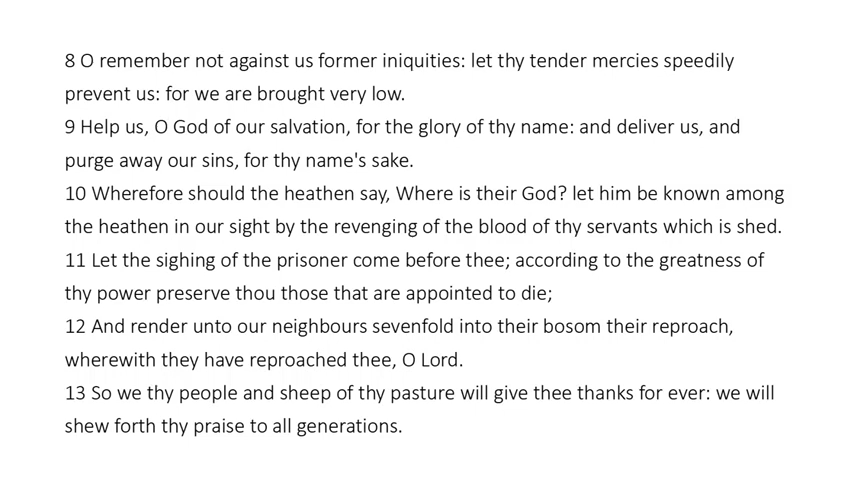 8 O remember not against us former iniquities: let thy tender mercies speedily
prevent us: for we are brought very low.
9 Help us, O God of our salvation, for the glory of thy name: and deliver us, and
purge away our sins, for thy name's sake.
10 Wherefore should the heathen say, Where is their God? let him be known among
the heathen in our sight by the revenging of the blood of thy servants which is shed.
11 Let the sighing of the prisoner come before thee; according to the greatness of
thy power preserve thou those that are appointed to die;
12 And render unto our neighbours sevenfold into their bosom their reproach,
wherewith they have reproached thee, O Lord.
13 So we thy people and sheep of thy pasture will give thee thanks for ever: we will
shew forth thy praise to all generations.